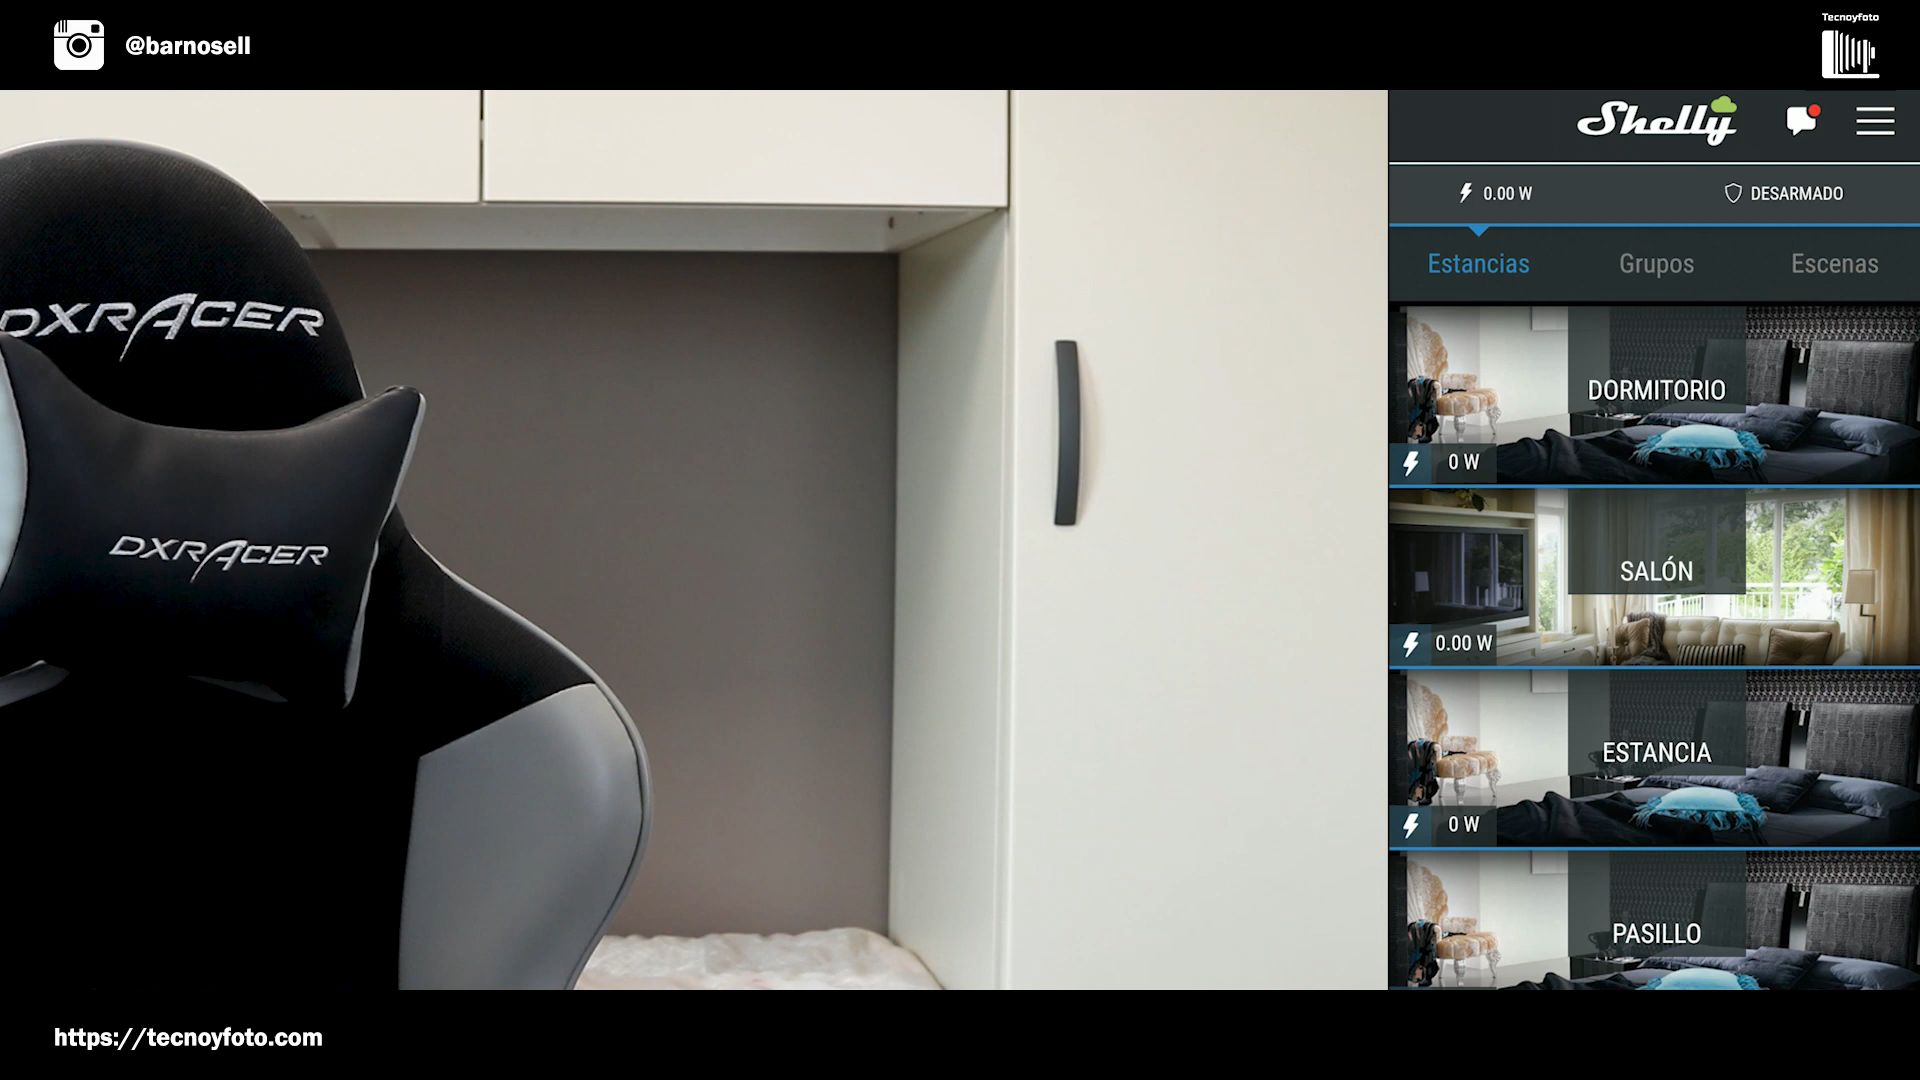 @barnosell
Tecnoyfoto
Shelly
0.00 W
DESARMADO
Estancias
Grupos
Escenas
DXRACER
DXRACER
DORMITORIO
0 W
SALÓN
0.00 W
ESTANCIA
0 W
PASILLO
https://tecnoyfoto.com